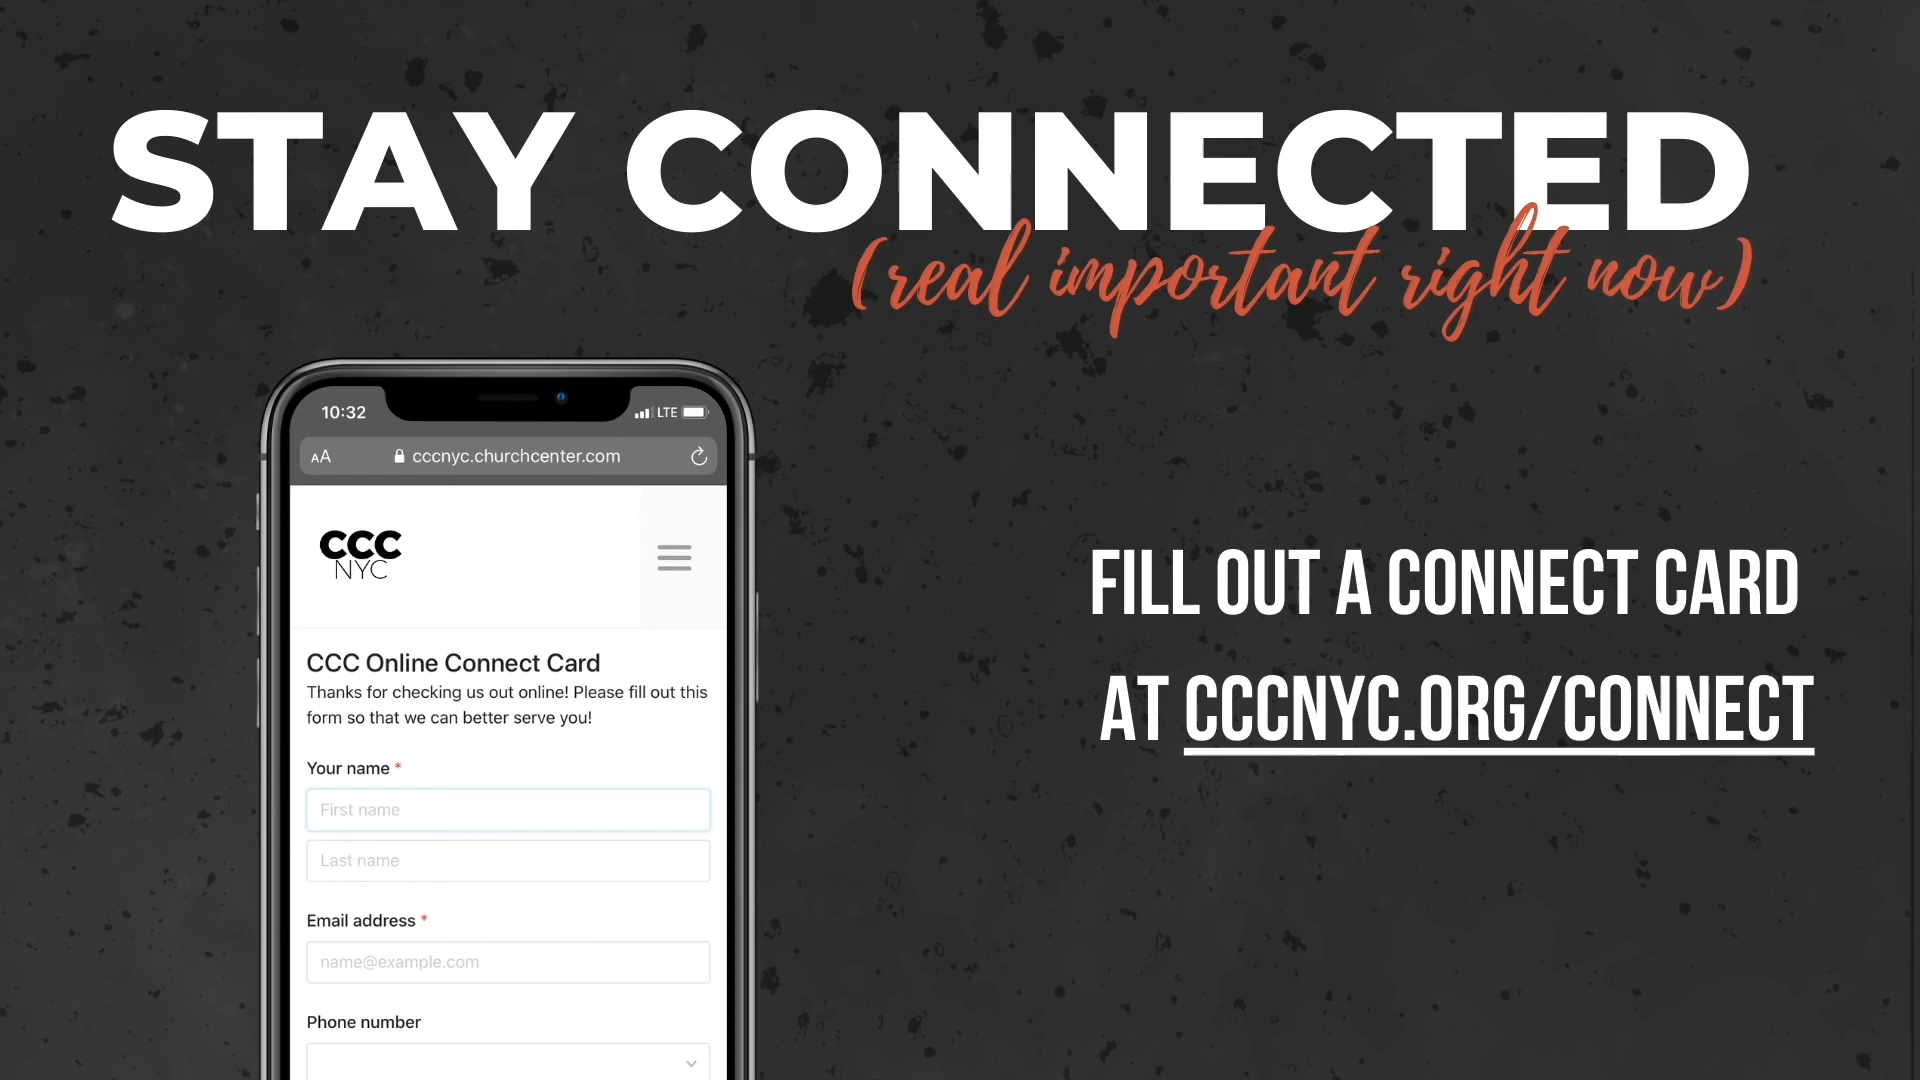 STAY CONNECTED
(real important right now)
10:32
LTE
AA
cccnyc.churchcenter.com
CCC
NYC
CCC Online Connect Card
Thanks for checking us out online! Please fill out this
form so that we can better serve you!
Your name *
First name
Last name
Email address *
name@example.com
Phone number
FILL OUT A CONNECT CARD
AT CCCNYC.ORG/CONNECT